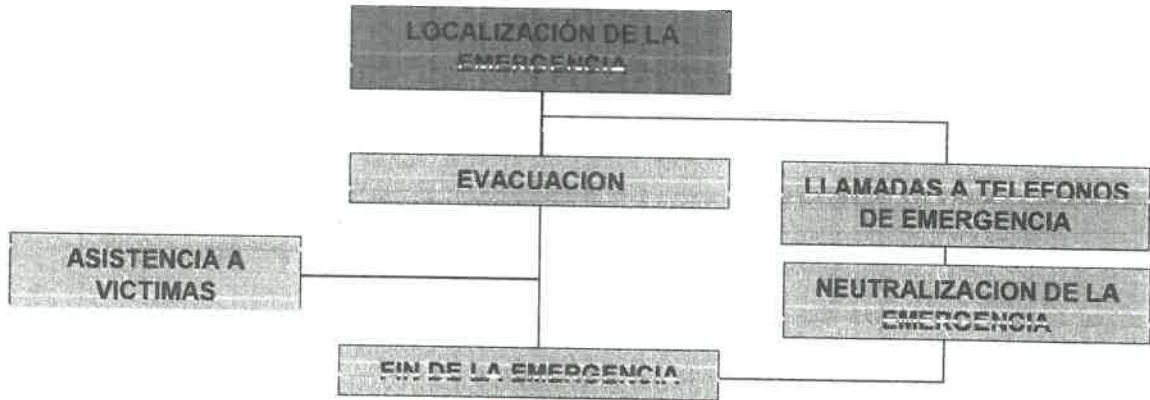 LOCALIZACIÓN DE LA
EMERGENCIA
EVACUACION
LLAMADAS A TELEFONOS
DE EMERGENCIA
ASISTENCIA A
VICTIMAS
NEUTRALIZACION DE LA
EMERGENCIA
FIN DE LA EMERGENCIA